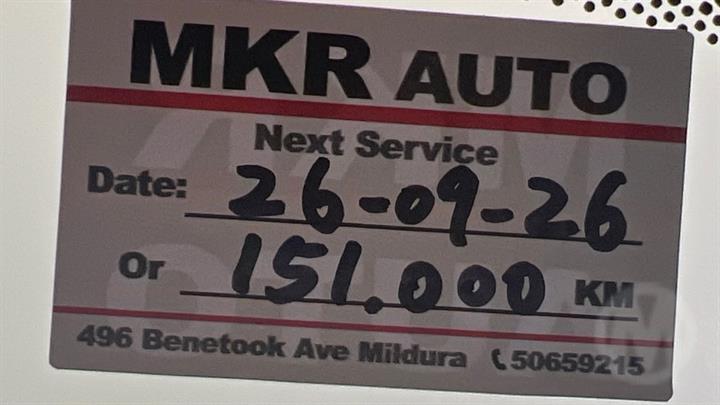 MKR AUTO
Next Service
Date: 26-09-26
Or 151.000 KM
496 Benetook Ave Mildura 50659215